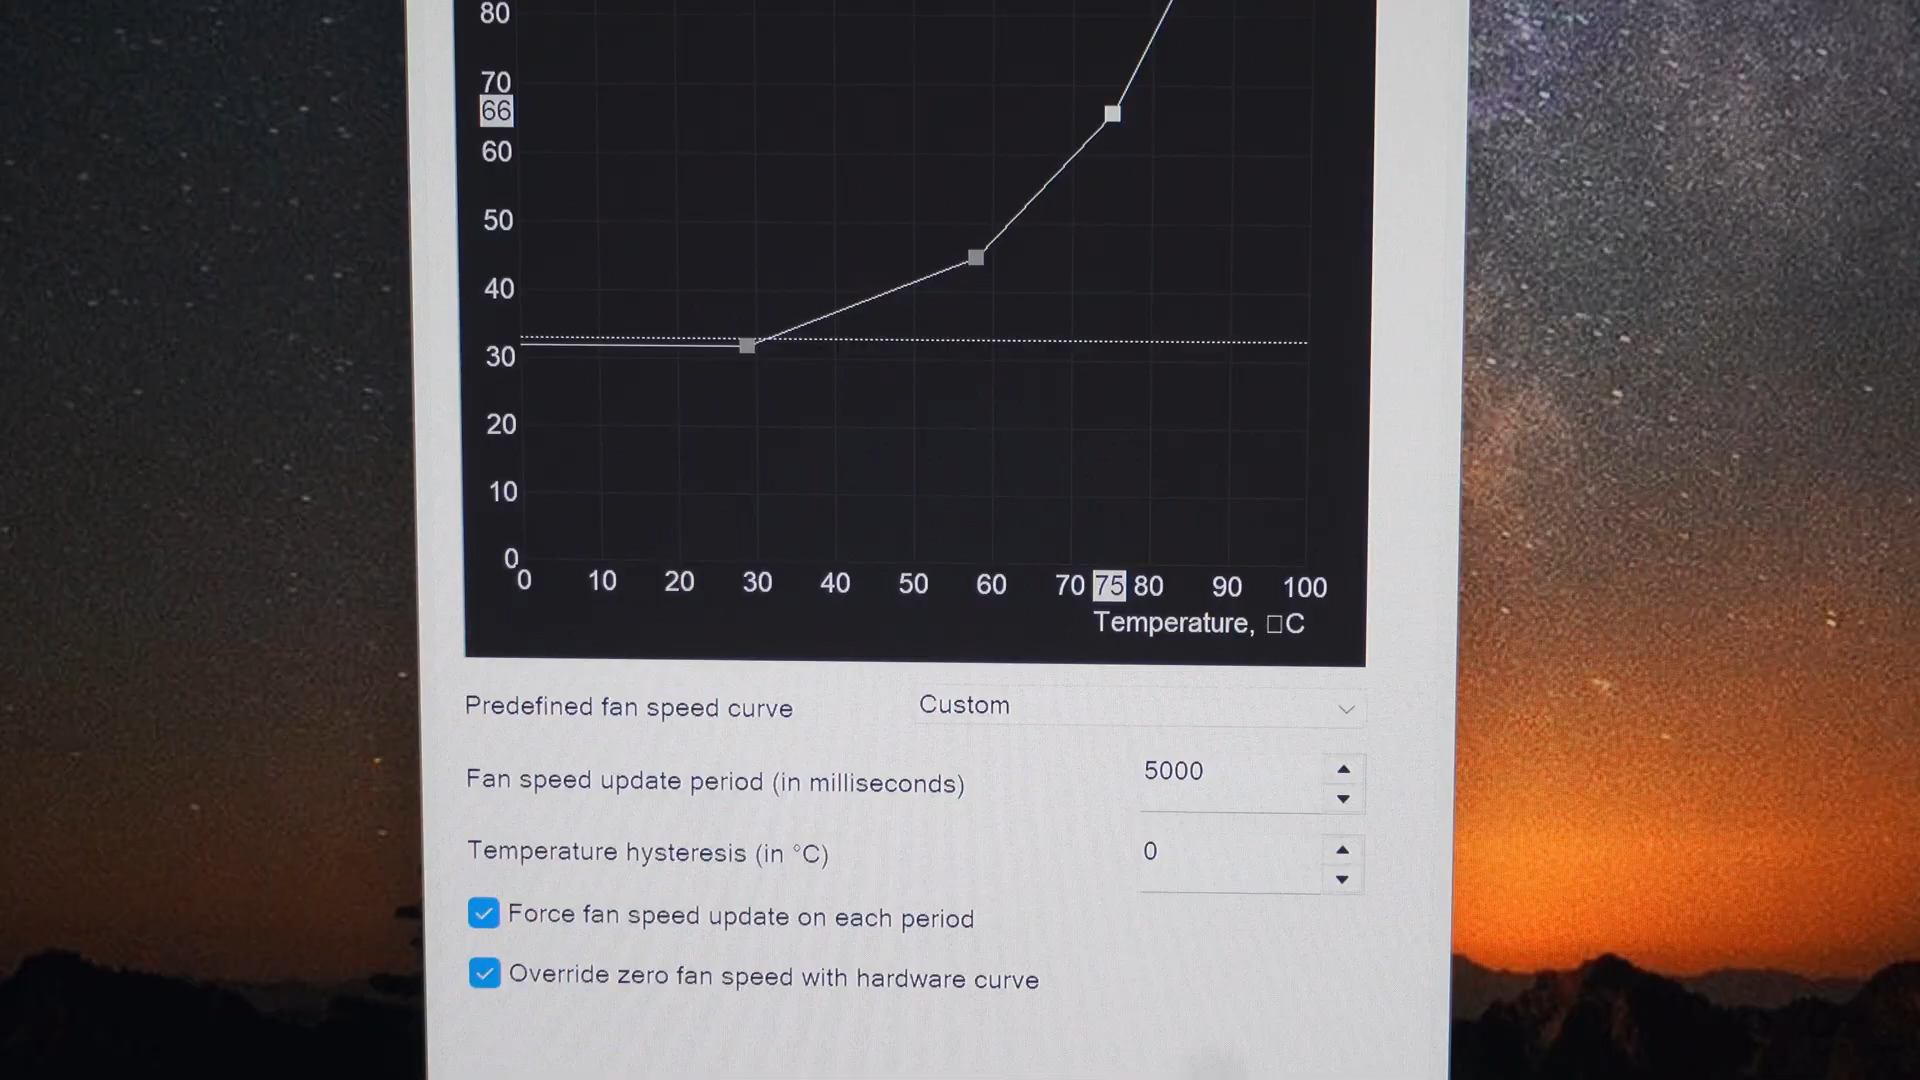 80
70
66
60
50
40
30
20
10
0
0 10 20 30 40 50 60 70 75 80 90 100
Temperature, □C
Predefined fan speed curve Custom
Fan speed update period (in milliseconds) 5000
Temperature hysteresis (in °C) 0
Force fan speed update on each period
Override zero fan speed with hardware curve